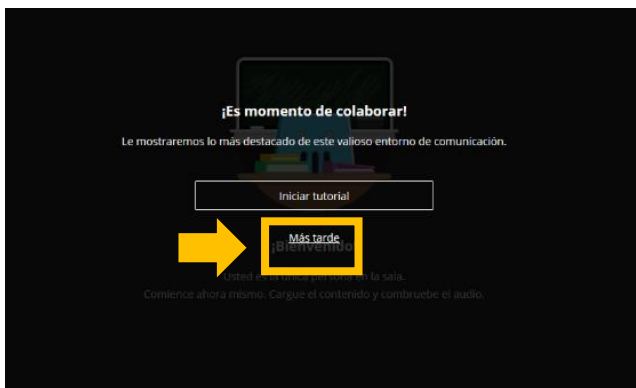 ¡Es momento de colaborar!
Le mostraremos lo más destacado de este valioso entorno de comunicación.
Iniciar tutorial
Más tarde
¡Bienvenido!
Usted es la única persona en la sala.
Comience ahora mismo. Cargue el contenido y combruebe el audio.